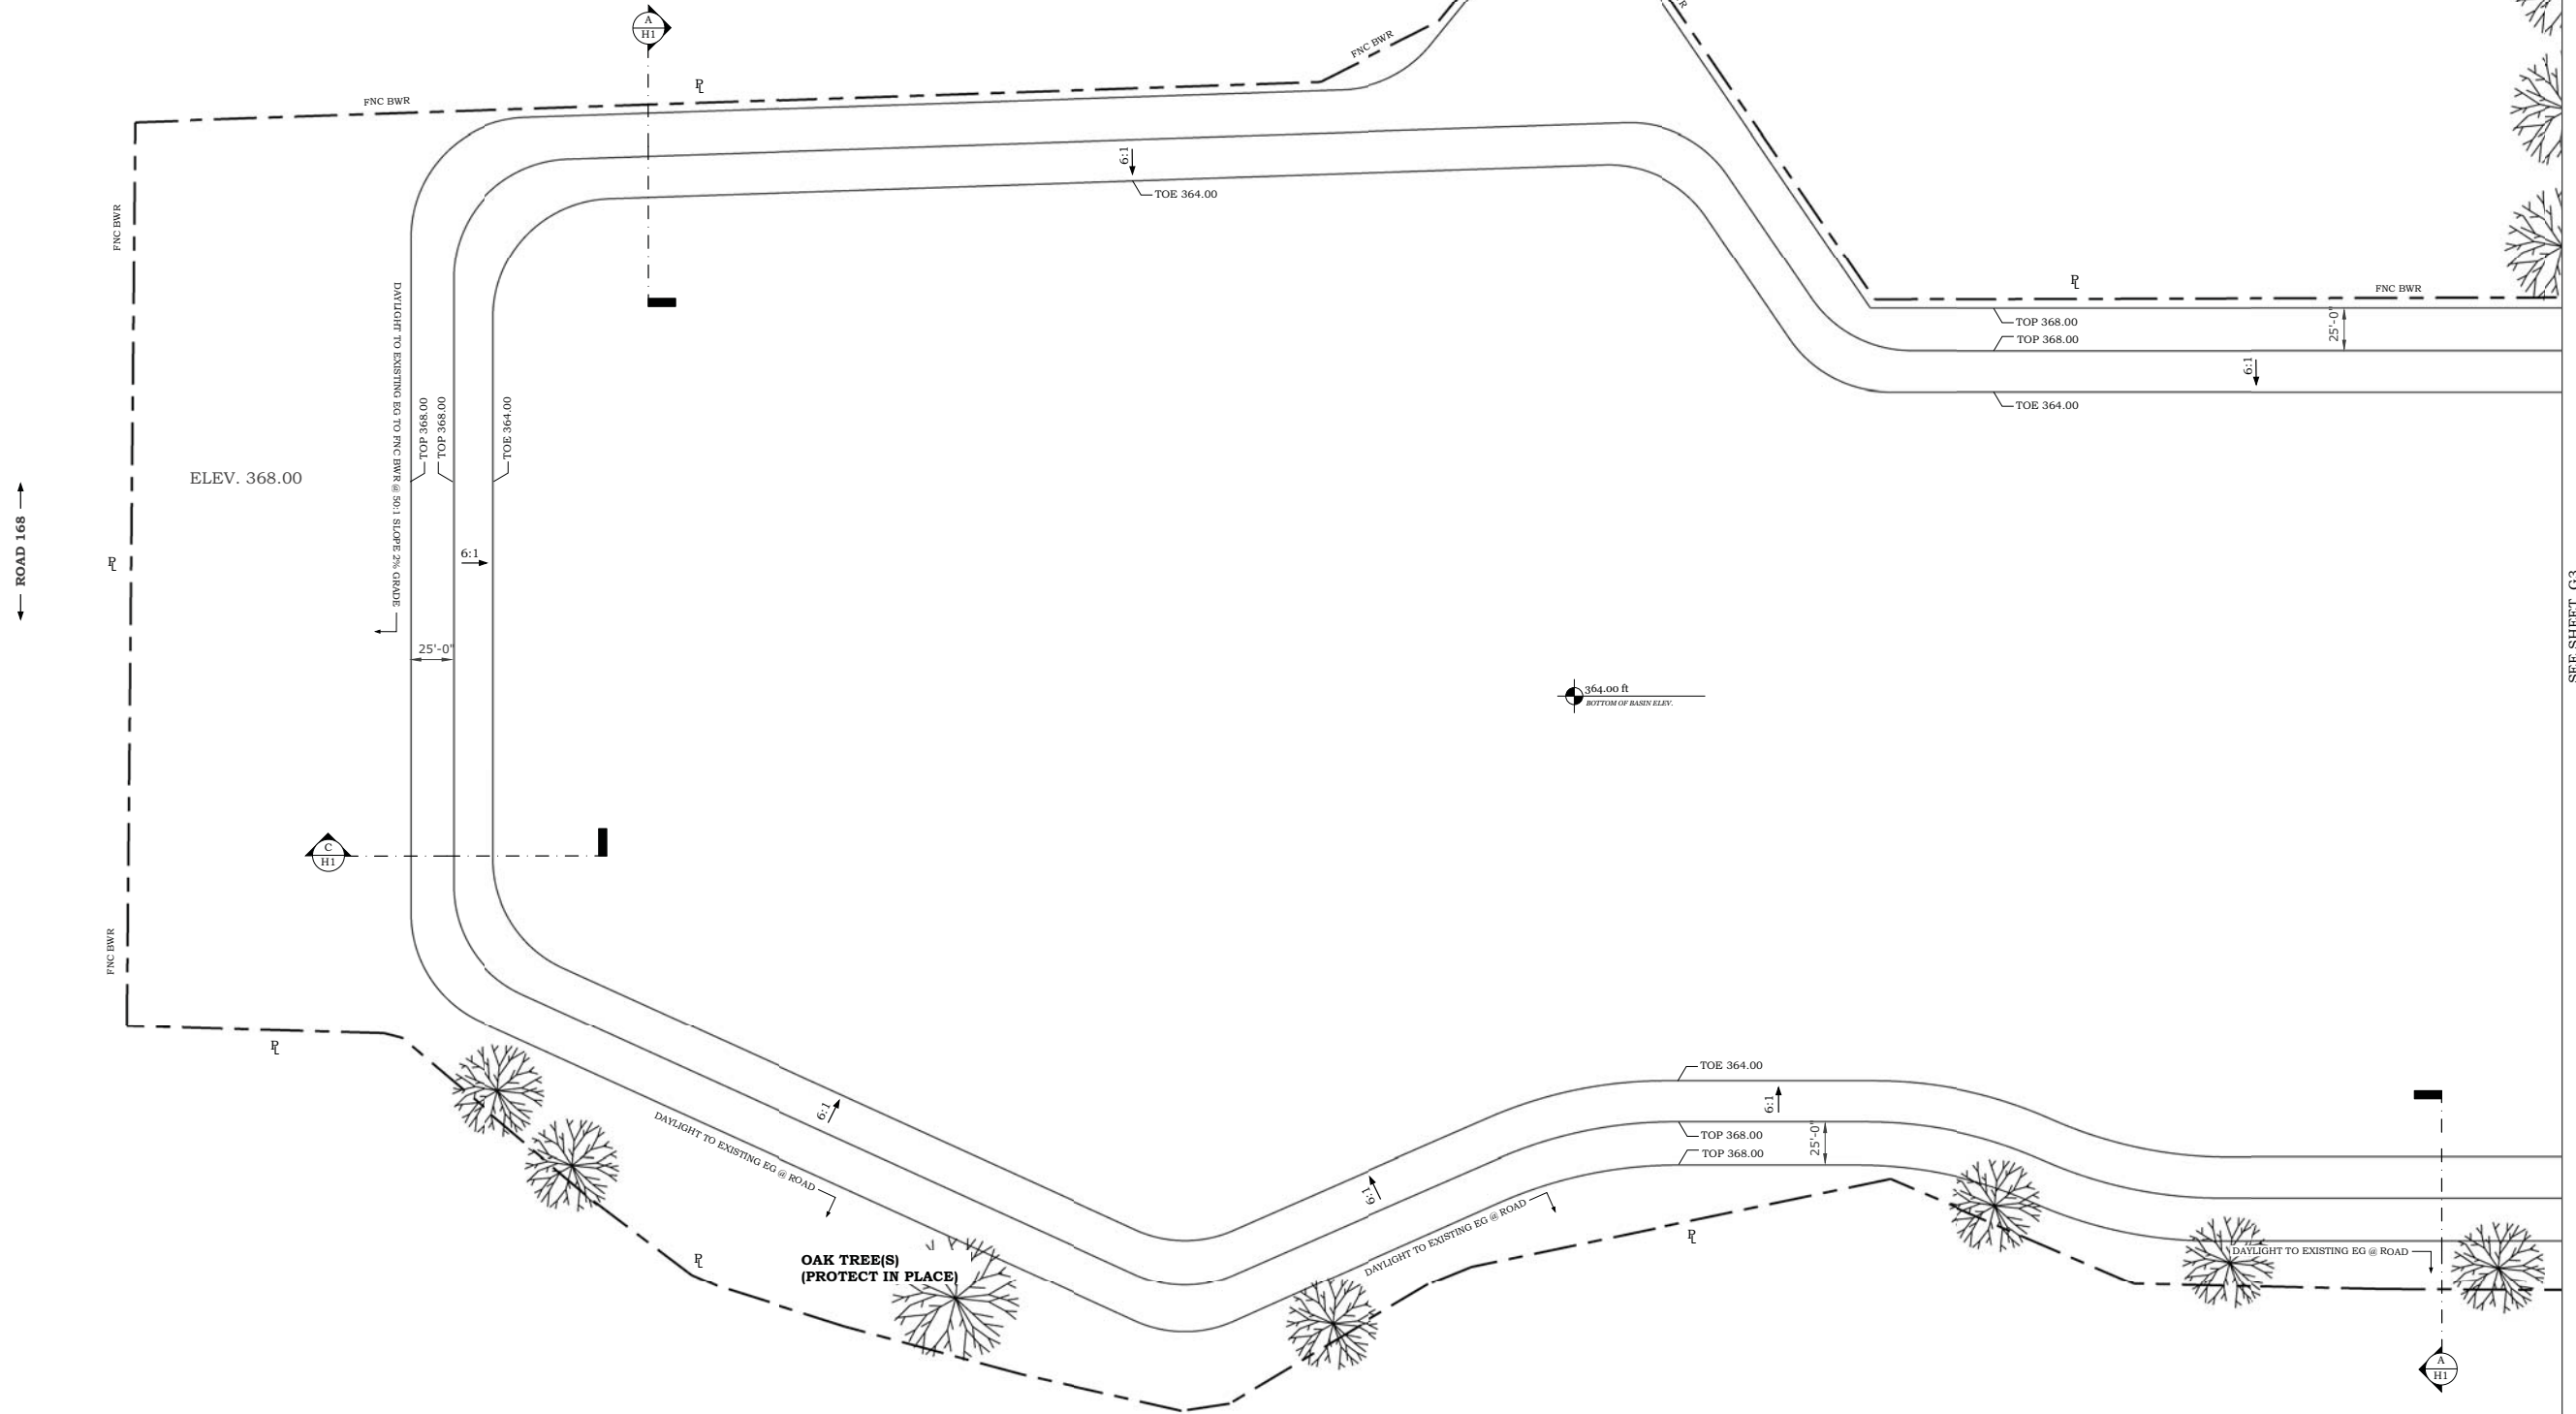 A
H1
FNC BWR
℄
FNC BWR
FNC BWR
6:1
TOE 364.00
DAYLIGHT TO EXISTING EG TO FNC BWR @ 50:1 SLOPE 2% GRADE
℄
FNC BWR
TOP 368.00
TOP 368.00
25'-0"
6:1
TOE 364.00
TOP 368.00
TOP 368.00
TOE 364.00
ELEV. 368.00
ROAD 168
℄
6:1
25'-0"
364.00 ft
BOTTOM OF BASIN ELEV.
SEE SHEET G3
C
H1
FNC BWR
℄
6:1
DAYLIGHT TO EXISTING EG @ ROAD
TOE 364.00
6:1
TOP 368.00
TOP 368.00
25'-0"
6:1
DAYLIGHT TO EXISTING EG @ ROAD
℄
℄
OAK TREE(S)
(PROTECT IN PLACE)
DAYLIGHT TO EXISTING EG @ ROAD
A
H1